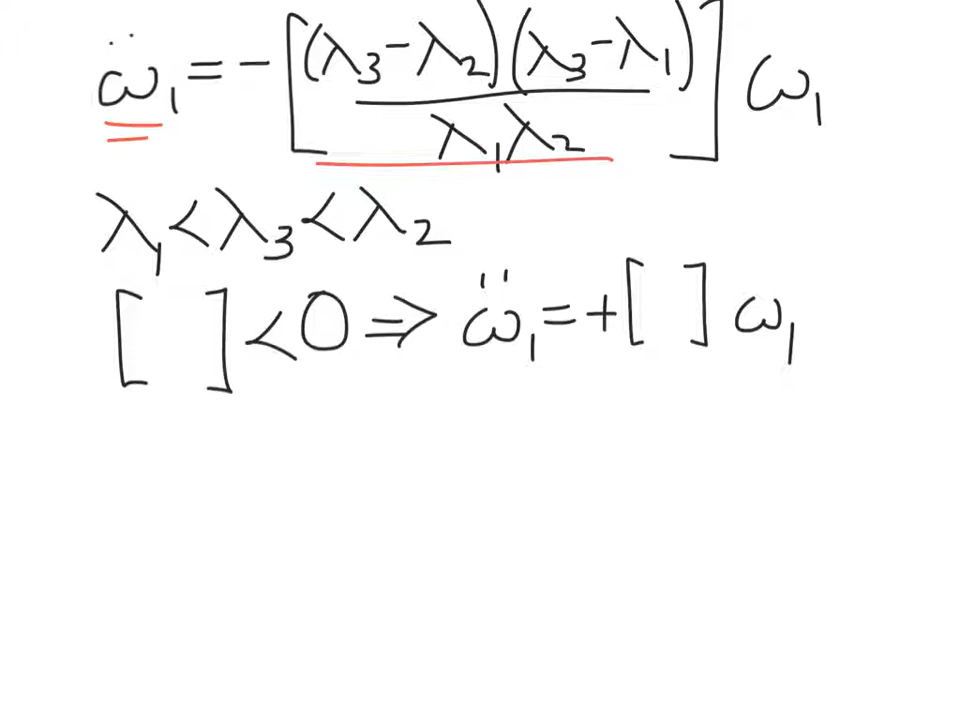 ω̈₁ = - [(λ₃-λ₂)(λ₃-λ₁) / λ₁λ₂] ω₁
λ₁ < λ₃ < λ₂
[ ] < 0 ⇒ ω̈₁ = + [ ] ω₁